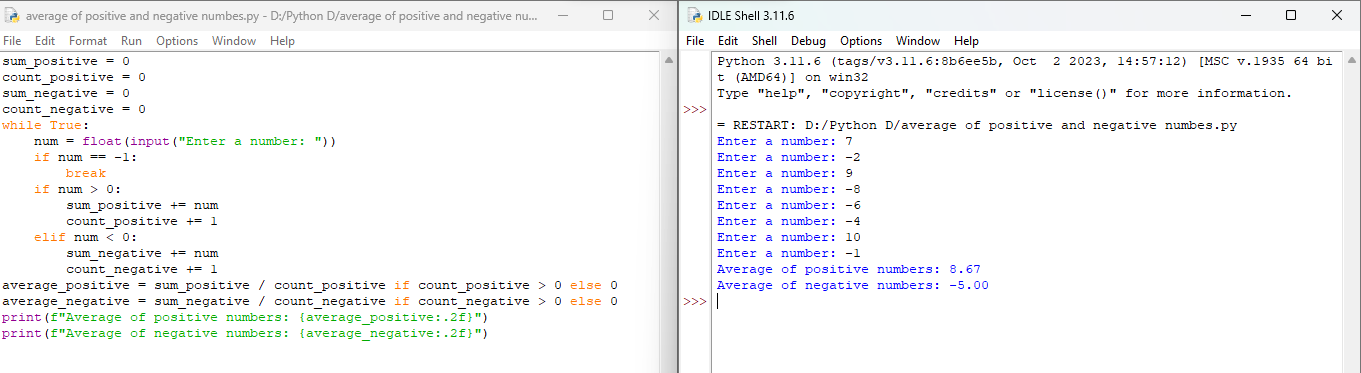 average of positive and negative numbes.py - D:/Python D/average of positive and negative nu...
File Edit Format Run Options Window Help
sum_positive = 0
count_positive = 0
sum_negative = 0
count_negative = 0
while True:
    num = float(input("Enter a number: "))
    if num == -1:
        break
    if num > 0:
        sum_positive += num
        count_positive += 1
    elif num < 0:
        sum_negative += num
        count_negative += 1
average_positive = sum_positive / count_positive if count_positive > 0 else 0
average_negative = sum_negative / count_negative if count_negative > 0 else 0
print(f"Average of positive numbers: {average_positive:.2f}")
print(f"Average of negative numbers: {average_negative:.2f}")
IDLE Shell 3.11.6
File Edit Shell Debug Options Window Help
Python 3.11.6 (tags/v3.11.6:8b6ee5b, Oct  2 2023, 14:57:12) [MSC v.1935 64 bi
t (AMD64)] on win32
Type "help", "copyright", "credits" or "license()" for more information.
>>>
= RESTART: D:/Python D/average of positive and negative numbes.py
Enter a number: 7
Enter a number: -2
Enter a number: 9
Enter a number: -8
Enter a number: -6
Enter a number: -4
Enter a number: 10
Enter a number: -1
Average of positive numbers: 8.67
Average of negative numbers: -5.00
>>>